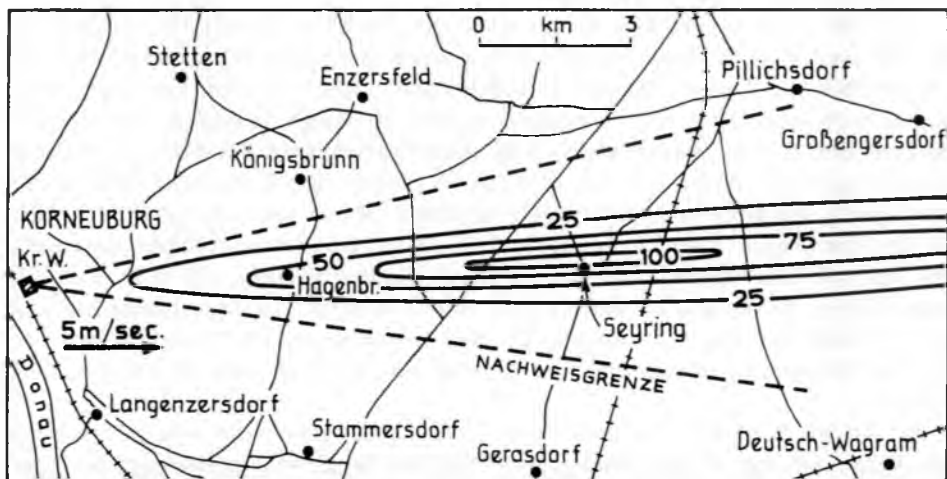 0 km 3
Stetten
Enzersfeld
Pillichsdorf
Großengersdorf
Königsbrunn
KORNEUBURG
25
75
Kr.W.
50
100
Hagenbr.
25
5m/sec.
Seyring
NACHWEISGRENZE
Donau
Langenzersdorf
Stammersdorf
Gerasdorf
Deutsch-Wagram